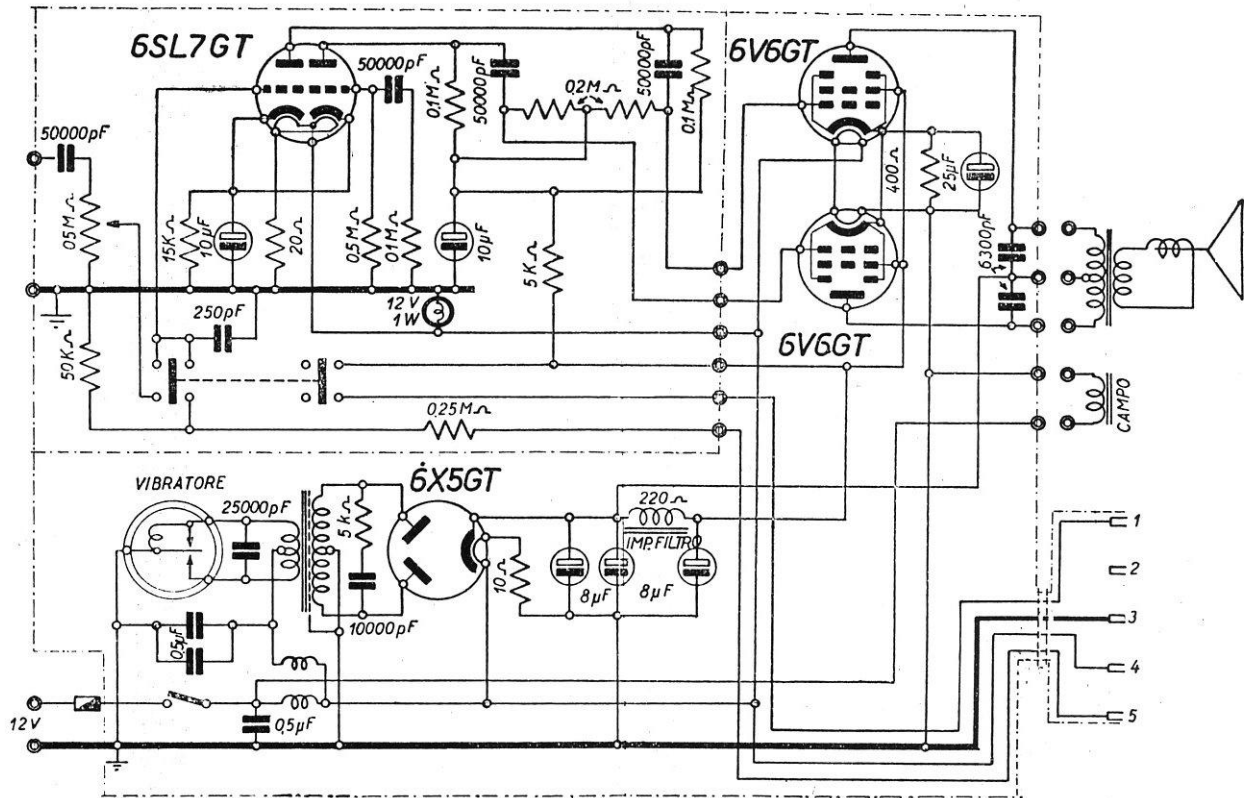 6SL7GT
6V6GT
50000pF
50000pF
50000pF
0,2MΩ
50000pF
0,1MΩ
0,1MΩ
0,5MΩ
15KΩ
10µF
20Ω
0,5MΩ
0,1MΩ
10µF
5KΩ
400Ω
25µF
6300pF
12V
1W
250pF
50KΩ
6V6GT
0,25MΩ
CAMPO
VIBRATORE
6X5GT
25000pF
5KΩ
220Ω
IMP.FILTRO
10Ω
8µF
8µF
10000pF
0,5µF
0,5µF
12V
1
2
3
4
5